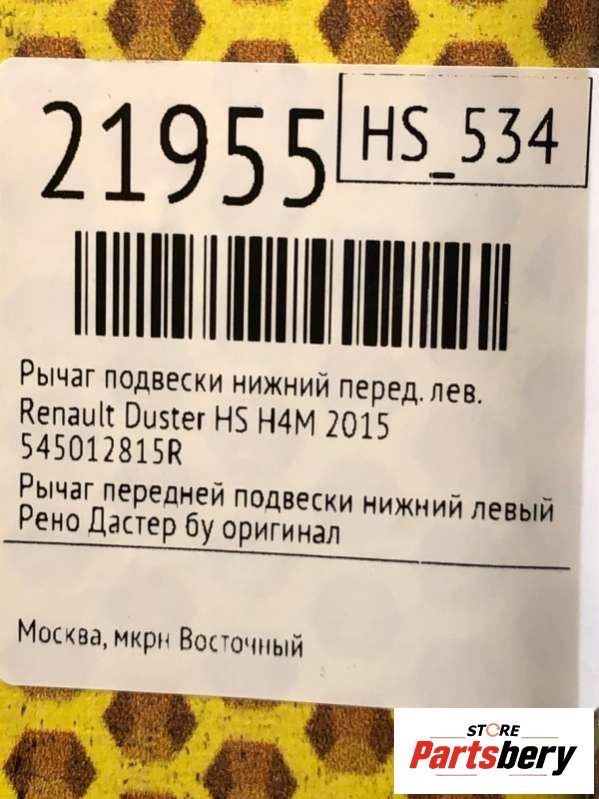 21955
HS_534
Рычаг подвески нижний перед. лев.
Renault Duster HS H4M 2015
545012815R
Рычаг передней подвески нижний левый
Рено Дастер бу оригинал
Москва, мкрн Восточный
STORE
Partsbery